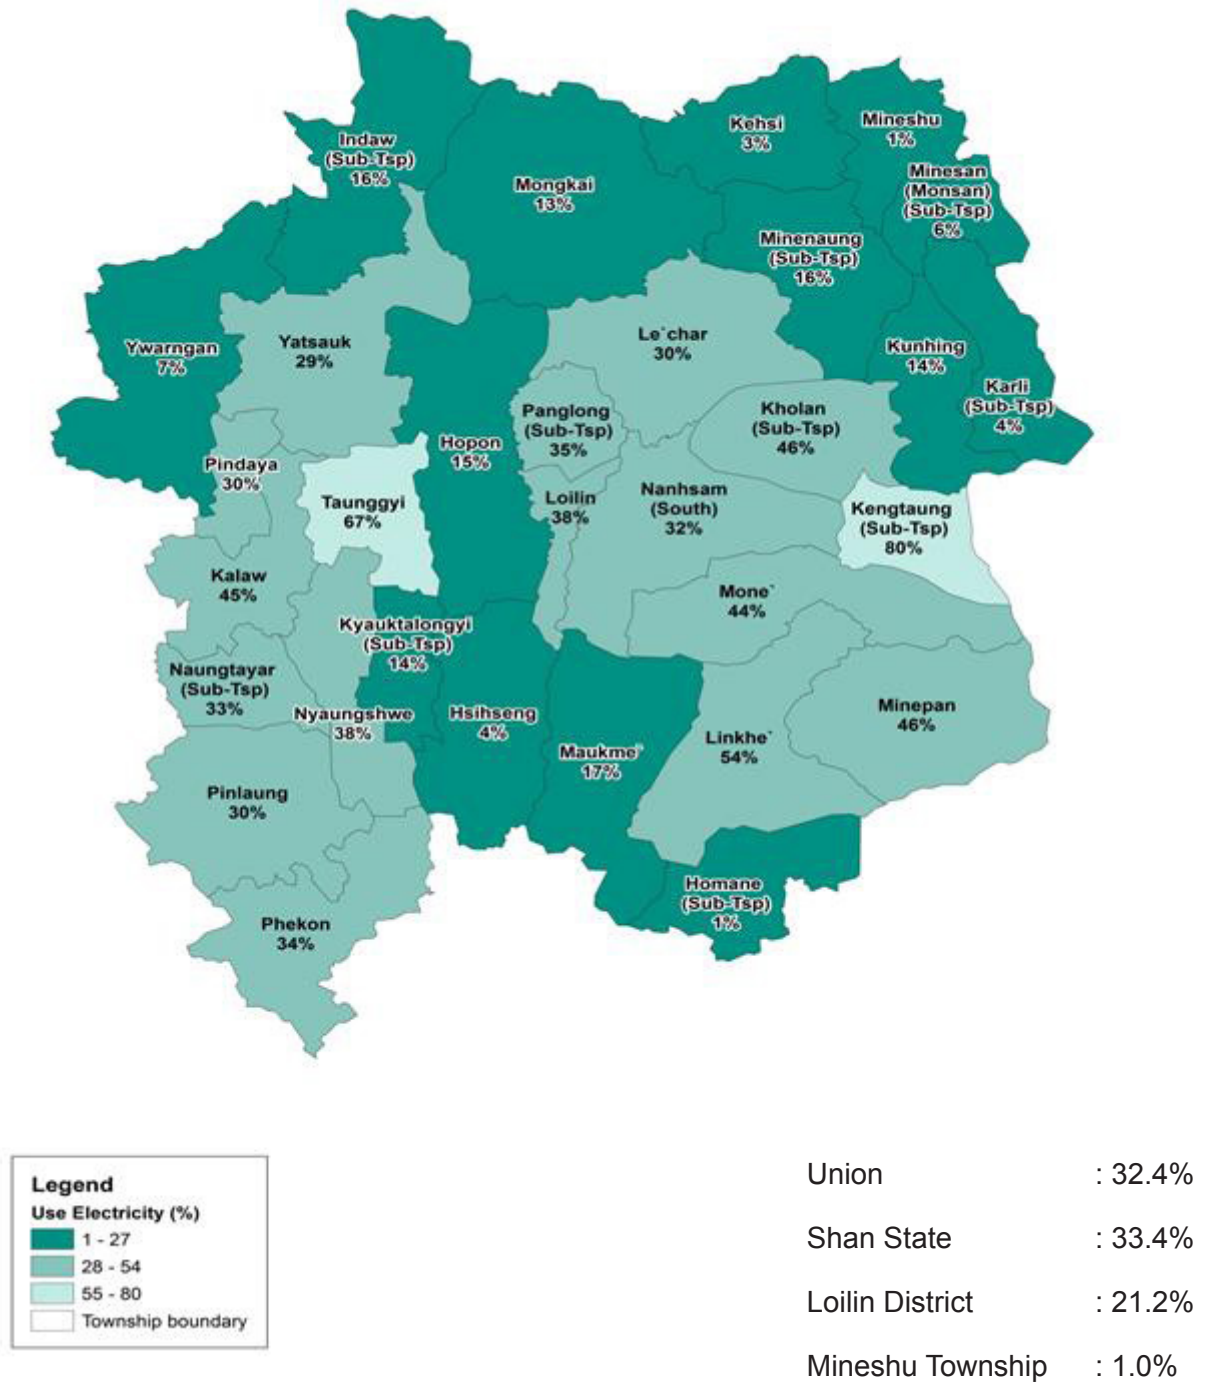 Kehsi
3%
Mineshu
1%
Indaw
(Sub-Tsp)
16%
Mongkai
13%
Minesan
(Monsan)
(Sub-Tsp)
6%
Minenaung
(Sub-Tsp)
16%
Ywarngan
7%
Yatsauk
29%
Le`char
30%
Kunhing
14%
Karli
(Sub-Tsp)
4%
Panglong
(Sub-Tsp)
35%
Kholan
(Sub-Tsp)
46%
Hopon
15%
Pindaya
30%
Taunggyi
67%
Loilin
38%
Nanhsam
(South)
32%
Kengtaung
(Sub-Tsp)
80%
Kalaw
45%
Mone`
44%
Kyauktalongyi
(Sub-Tsp)
14%
Naungtayar
(Sub-Tsp)
33%
Nyaungshwe
38%
Hsihseng
4%
Maukme`
17%
Linkhe`
54%
Minepan
46%
Pinlaung
30%
Homane
(Sub-Tsp)
1%
Phekon
34%
Legend
Use Electricity (%)
1 - 27
28 - 54
55 - 80
Township boundary
Union : 32.4%
Shan State : 33.4%
Loilin District : 21.2%
Mineshu Township : 1.0%